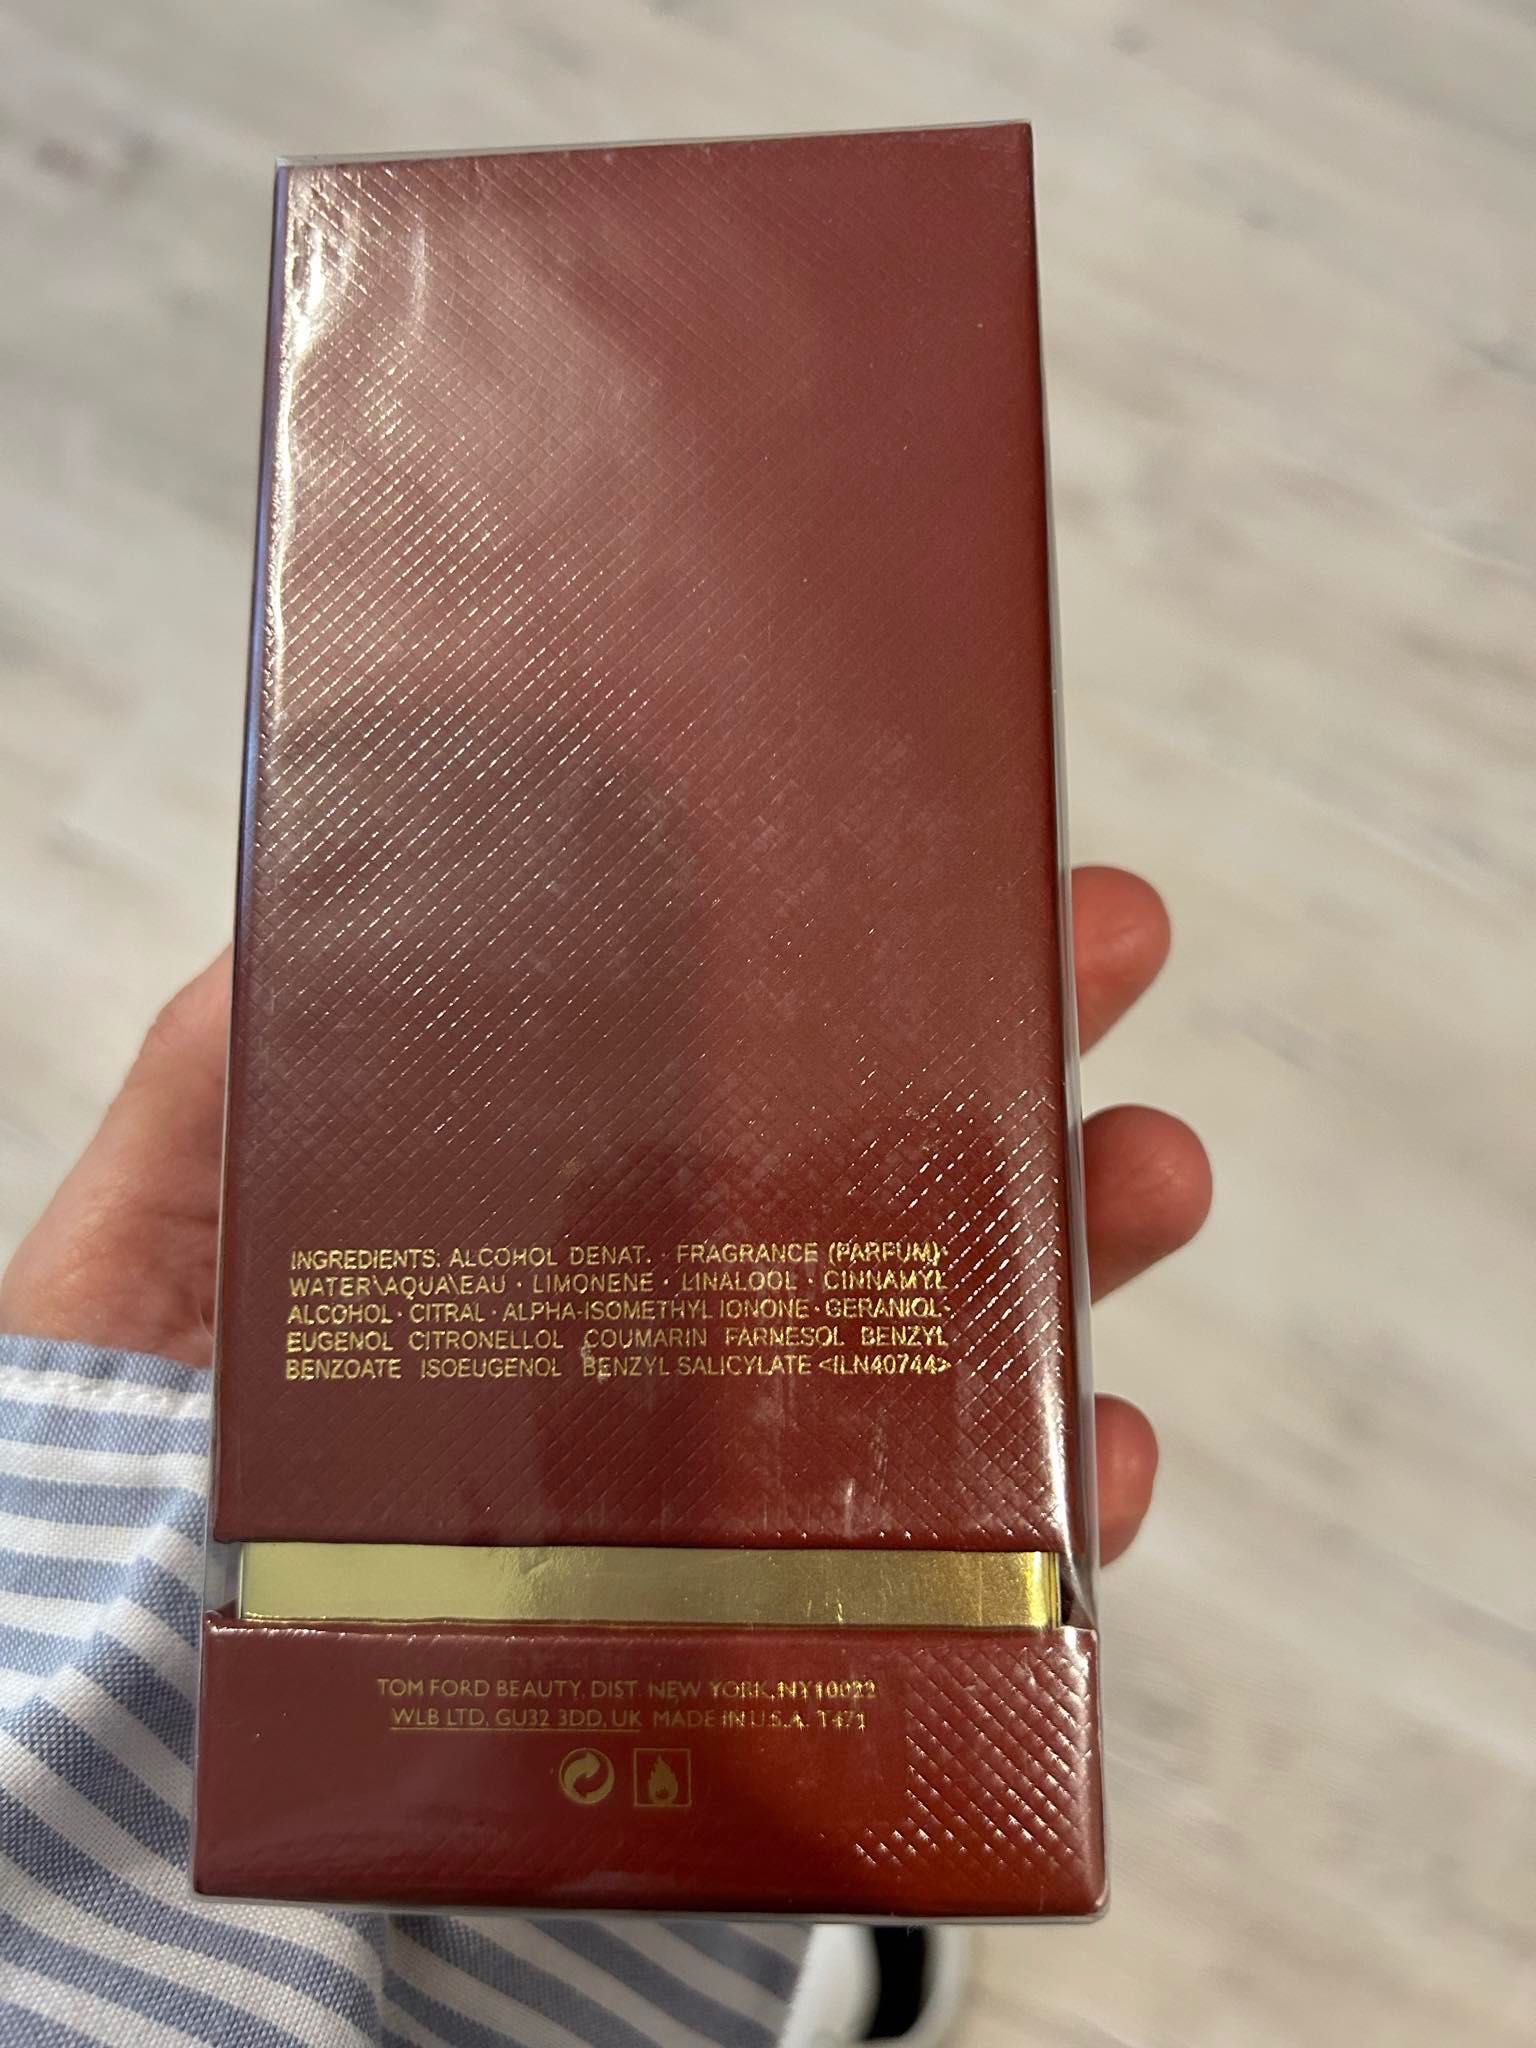 INGREDIENTS: ALCOHOL DENAT. · FRAGRANCE (PARFUM)·
WATER\AQUA\EAU · LIMONENE · LINALOOL · CINNAMYL
ALCOHOL · CITRAL · ALPHA-ISOMETHYL IONONE · GERANIOL·
EUGENOL CITRONELLOL COUMARIN FARNESOL BENZYL
BENZOATE ISOEUGENOL BENZYL SALICYLATE <ILN40744>
TOM FORD BEAUTY, DIST. NEW YORK, NY 10022
WLB LTD, GU32 3DD, UK MADE IN U.S.A. T471